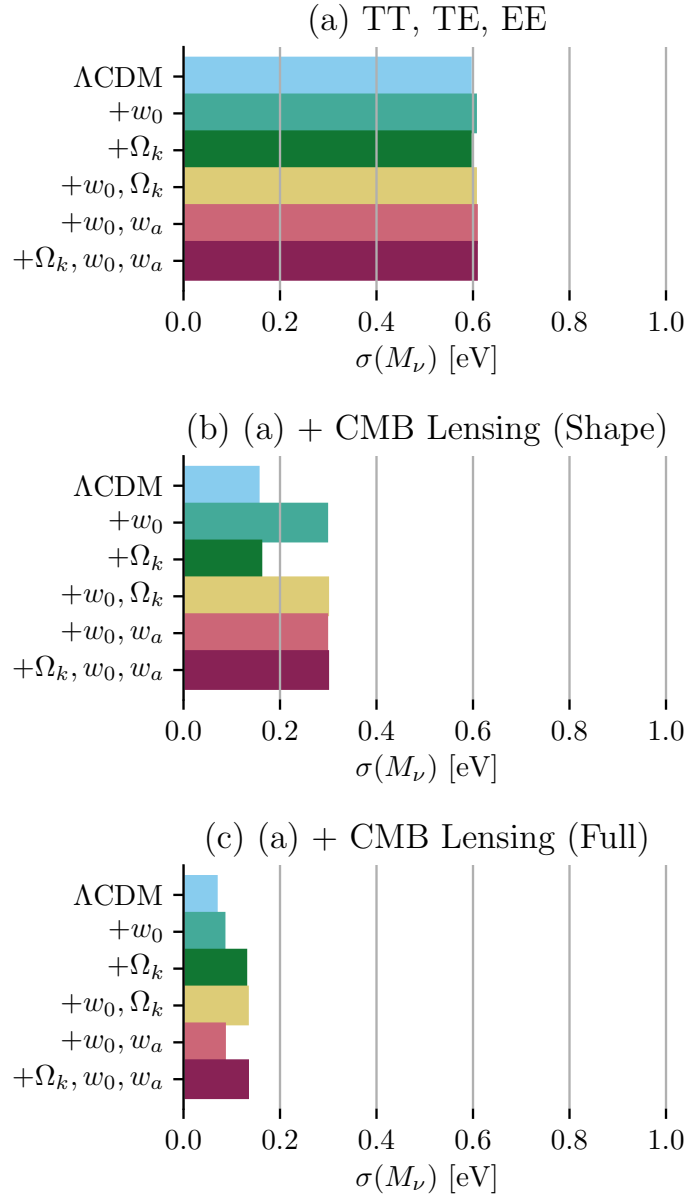 (a) TT, TE, EE
ΛCDM
+w₀
+Ωₖ
+w₀, Ωₖ
+w₀, wₐ
+Ωₖ, w₀, wₐ
0.0 0.2 0.4 0.6 0.8 1.0
σ(M_ν) [eV]
(b) (a) + CMB Lensing (Shape)
ΛCDM
+w₀
+Ωₖ
+w₀, Ωₖ
+w₀, wₐ
+Ωₖ, w₀, wₐ
0.0 0.2 0.4 0.6 0.8 1.0
σ(M_ν) [eV]
(c) (a) + CMB Lensing (Full)
ΛCDM
+w₀
+Ωₖ
+w₀, Ωₖ
+w₀, wₐ
+Ωₖ, w₀, wₐ
0.0 0.2 0.4 0.6 0.8 1.0
σ(M_ν) [eV]